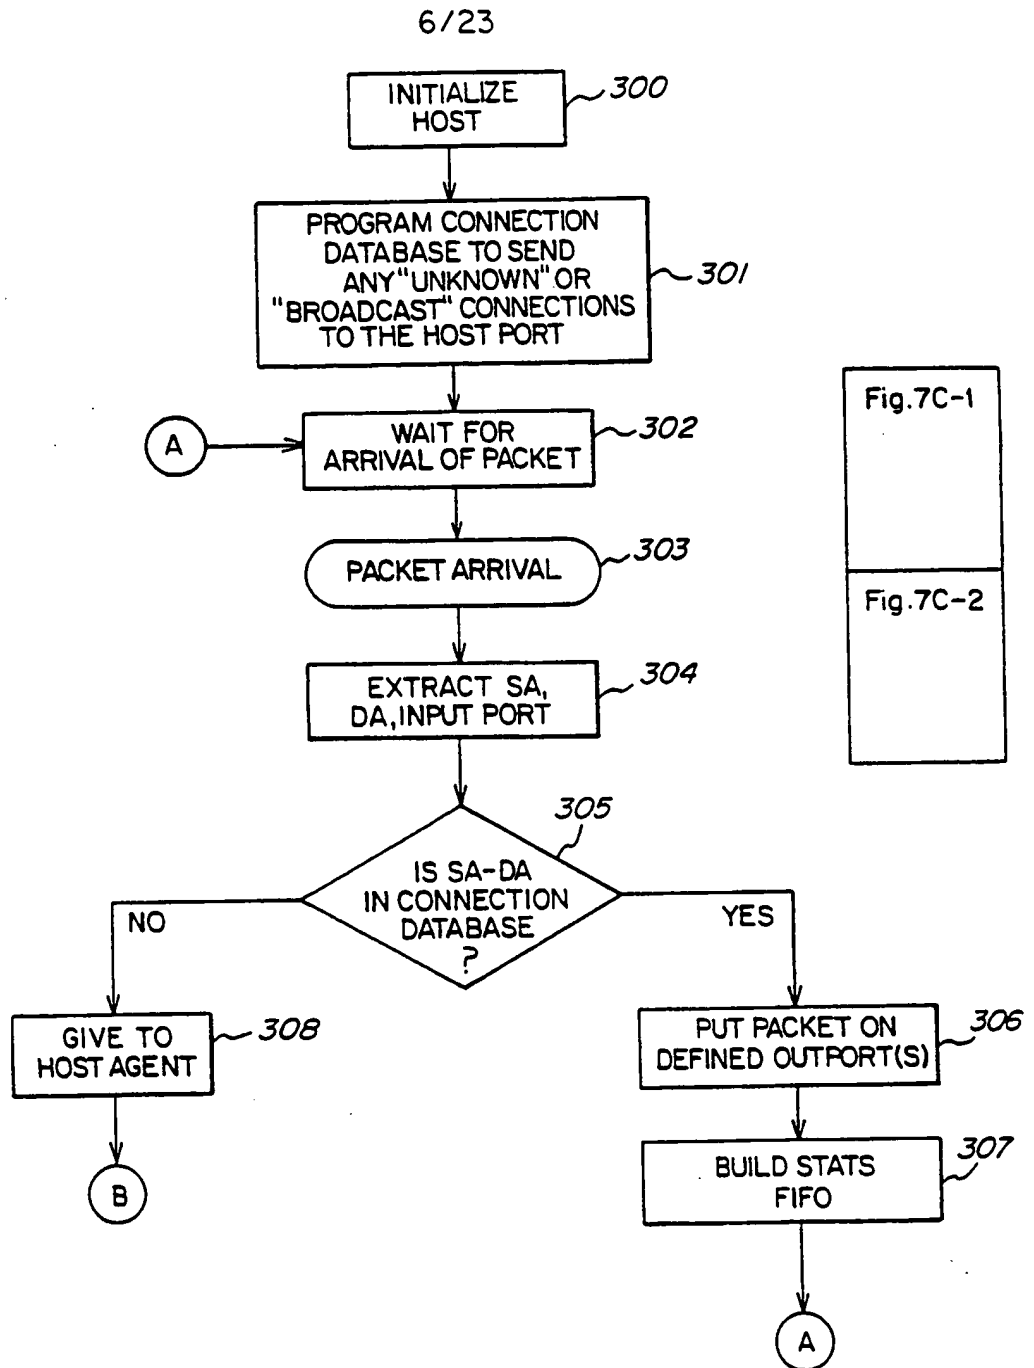 6/23
INITIALIZE
HOST
300
PROGRAM CONNECTION
DATABASE TO SEND
ANY "UNKNOWN" OR
"BROADCAST" CONNECTIONS
TO THE HOST PORT
301
A
WAIT FOR
ARRIVAL OF PACKET
302
Fig.7C-1
PACKET ARRIVAL
303
Fig.7C-2
EXTRACT SA,
DA, INPUT PORT
304
305
IS SA-DA
IN CONNECTION
DATABASE
?
NO
YES
GIVE TO
HOST AGENT
308
PUT PACKET ON
DEFINED OUTPORT(S)
306
B
BUILD STATS
FIFO
307
A